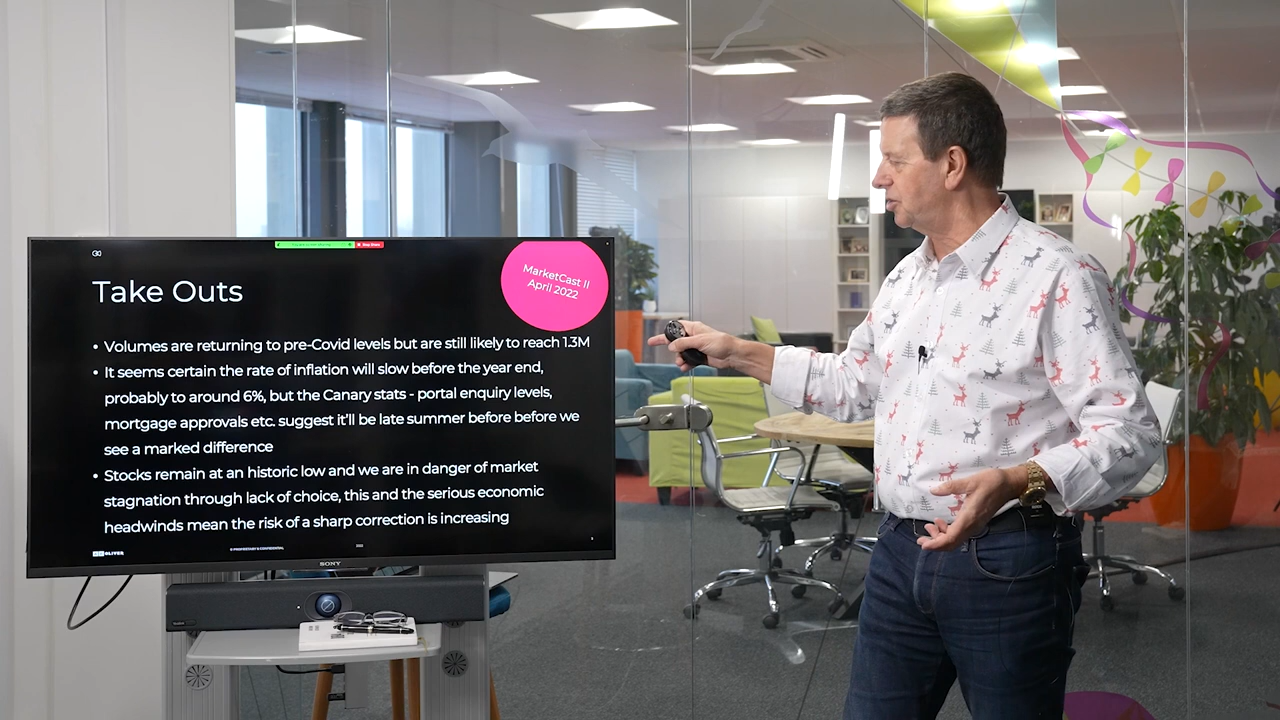 MarketCast II
April 2022
Take Outs
• Volumes are returning to pre-Covid levels but are still likely to reach 1.3M
• It seems certain the rate of inflation will slow before the year end,
probably to around 6%, but the Canary stats - portal enquiry levels,
mortgage approvals etc. suggest it'll be late summer before before we
see a marked difference
• Stocks remain at an historic low and we are in danger of market
stagnation through lack of choice, this and the serious economic
headwinds mean the risk of a sharp correction is increasing
OLIVER
© PROPRIETARY & CONFIDENTIAL
SONY